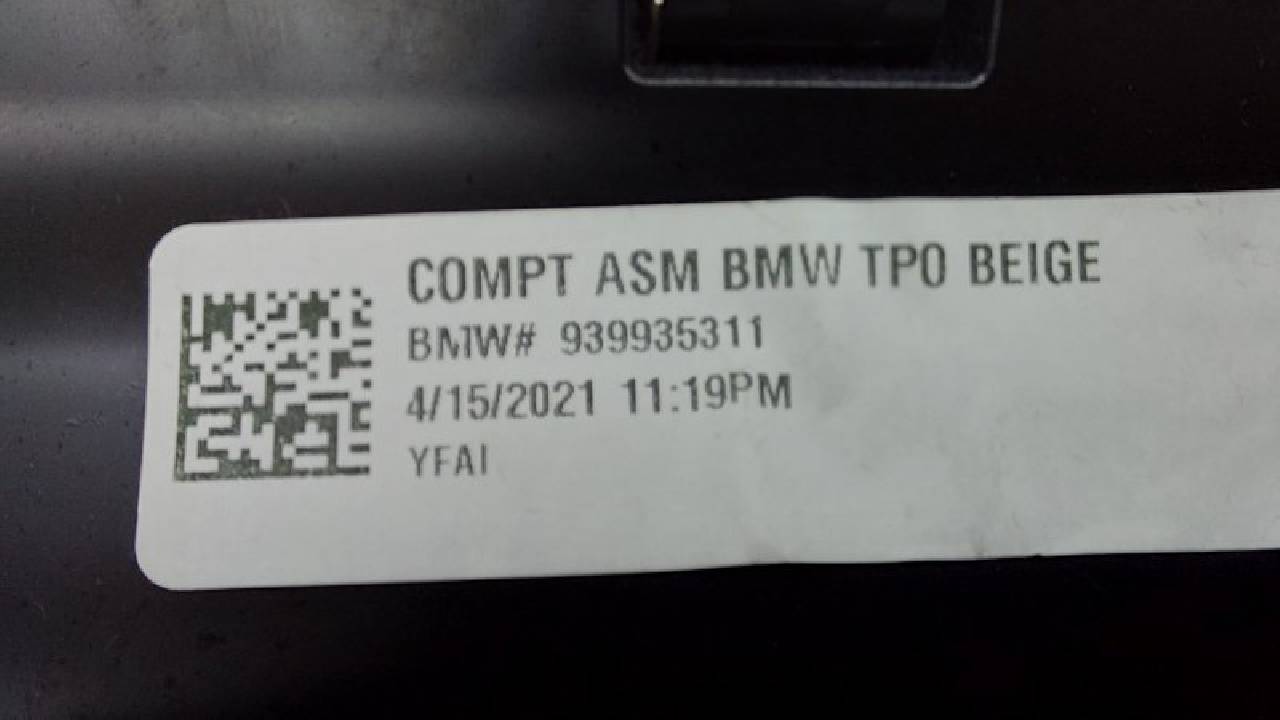 COMPT ASM BMW TPO BEIGE
BMW# 939935311
4/15/2021 11:19PM
YFAI